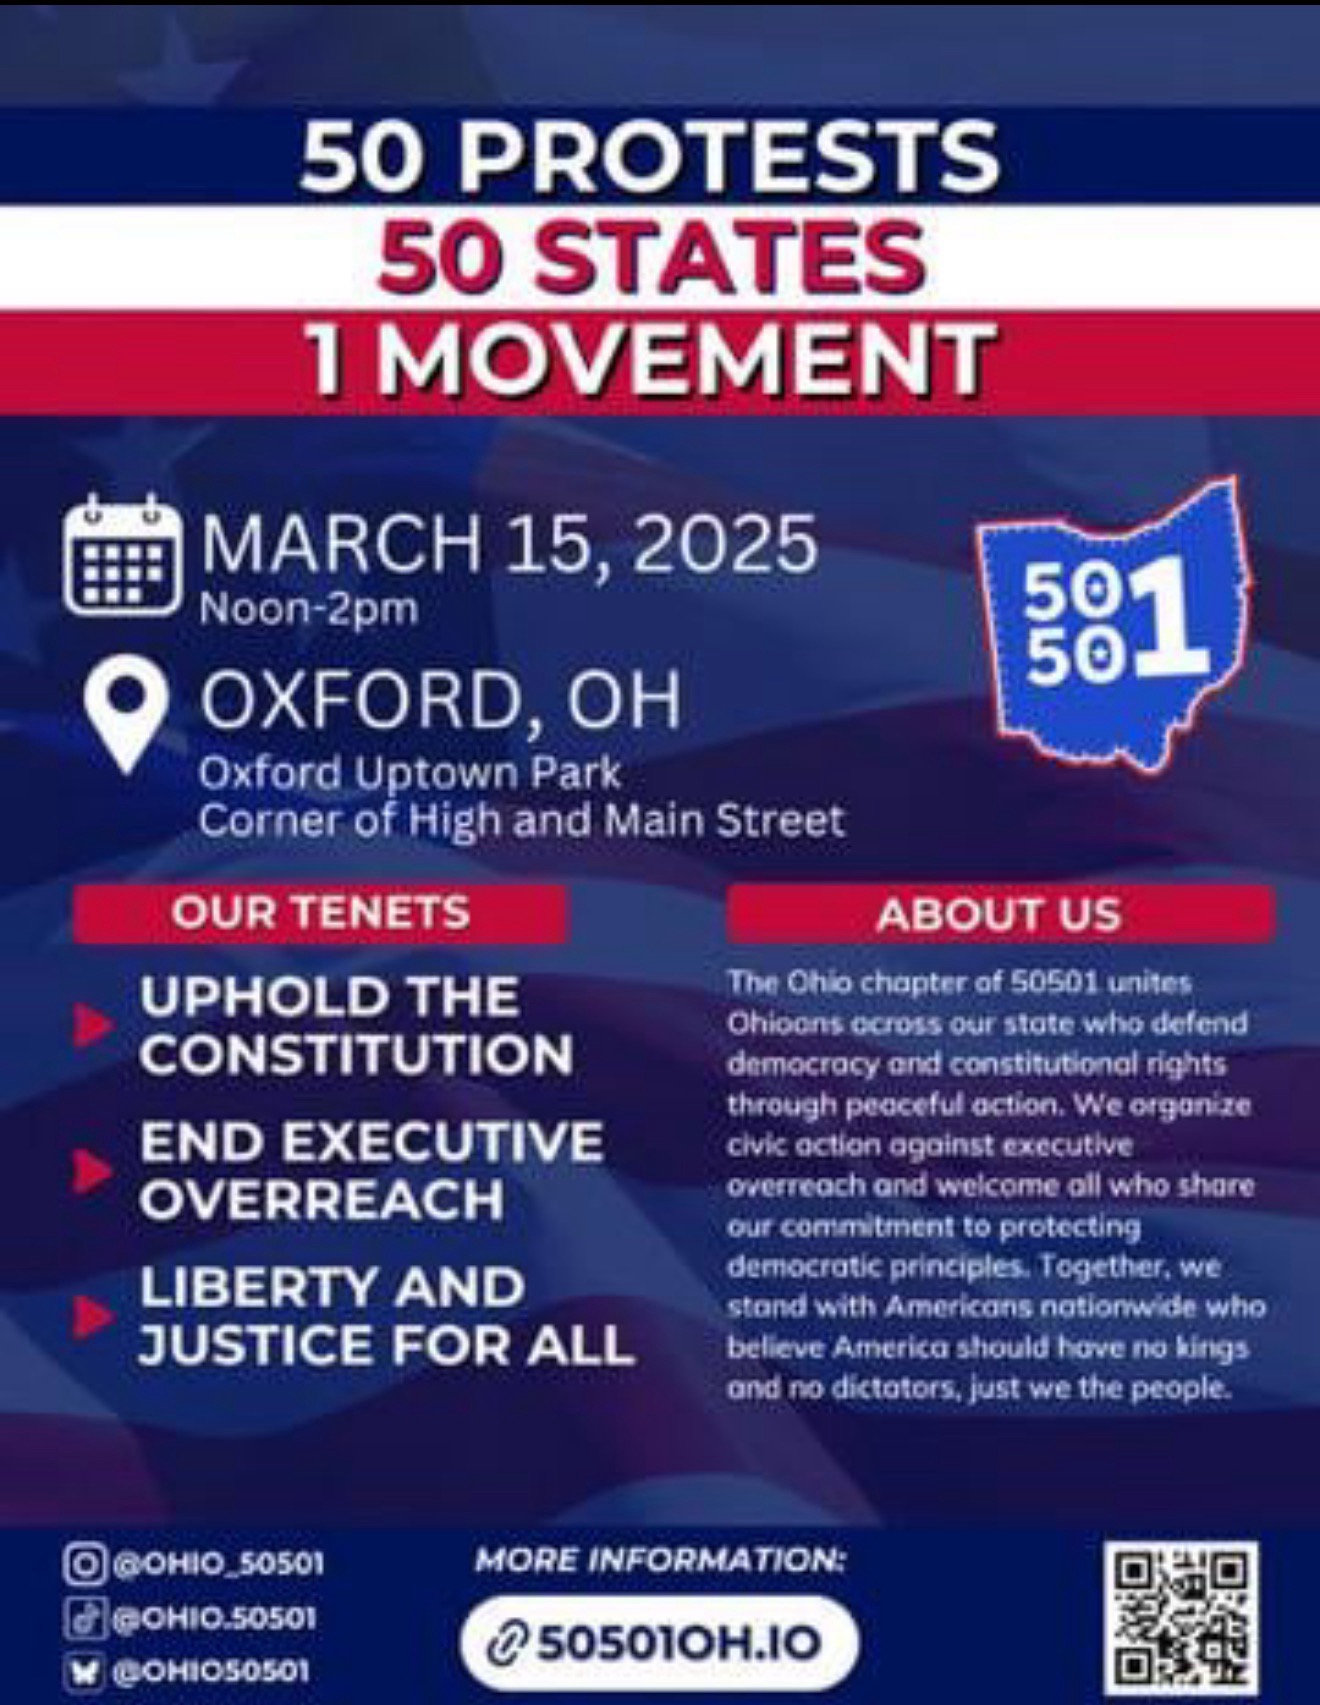 50 PROTESTS
50 STATES
1 MOVEMENT
MARCH 15, 2025
Noon-2pm
50
50
1
OXFORD, OH
Oxford Uptown Park
Corner of High and Main Street
OUR TENETS
UPHOLD THE
CONSTITUTION
END EXECUTIVE
OVERREACH
LIBERTY AND
JUSTICE FOR ALL
ABOUT US
The Ohio chapter of 50501 unites
Ohioans across our state who defend
democracy and constitutional rights
through peaceful action. We organize
civic action against executive
overreach and welcome all who share
our commitment to protecting
democratic principles. Together, we
stand with Americans nationwide who
believe America should have no kings
and no dictators, just we the people.
@OHIO_50501
@OHIO.50501
@OHIO50501
MORE INFORMATION:
50501OH.IO